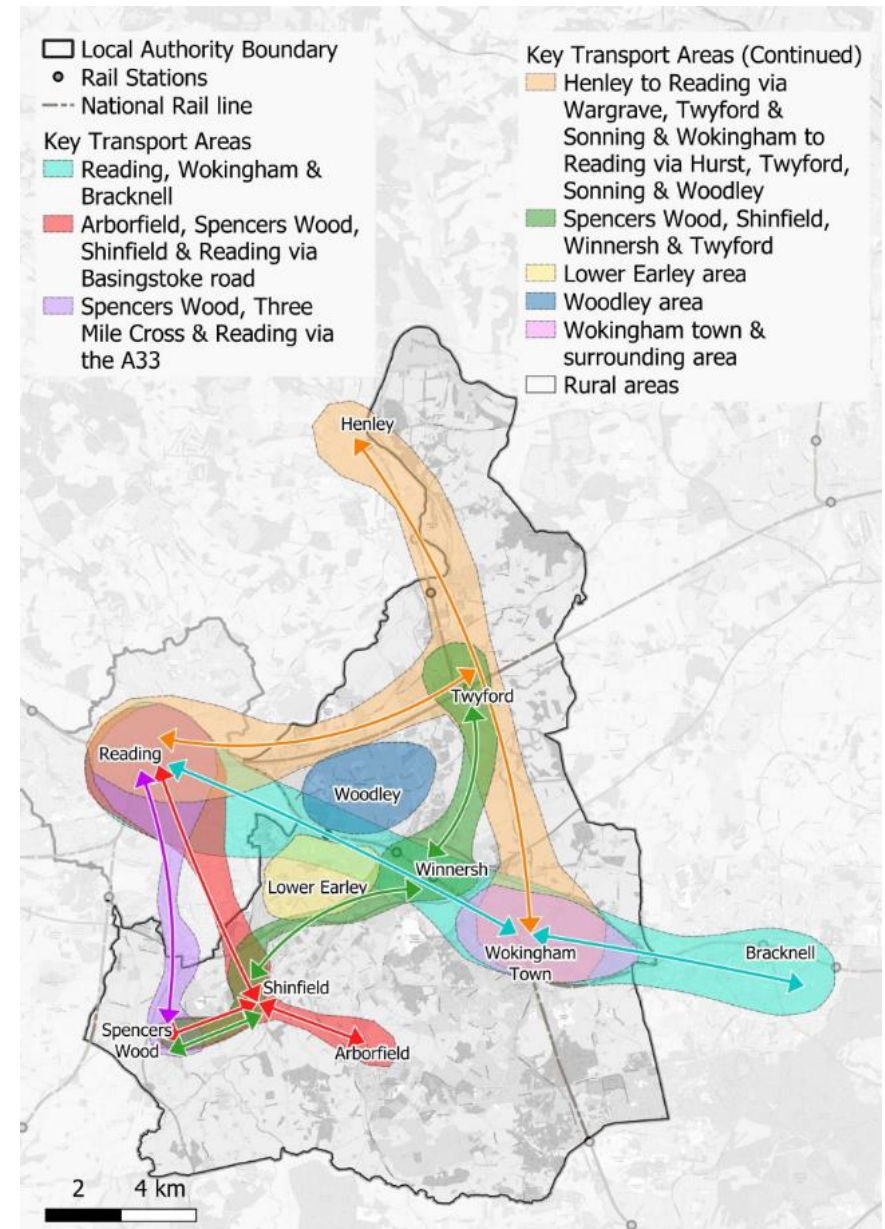 Local Authority Boundary
Rail Stations
National Rail line
Key Transport Areas
Reading, Wokingham &
Bracknell
Arborfield, Spencers Wood,
Shinfield & Reading via
Basingstoke road
Spencers Wood, Three
Mile Cross & Reading via
the A33
Key Transport Areas (Continued)
Henley to Reading via
Wargrave, Twyford &
Sonning & Wokingham to
Reading via Hurst, Twyford,
Sonning & Woodley
Spencers Wood, Shinfield,
Winnersh & Twyford
Lower Earley area
Woodley area
Wokingham town &
surrounding area
Rural areas
Henley
Twyford
Reading
Woodley
Winnersh
Lower Earley
Wokingham
Town
Bracknell
Shinfield
Spencers
Wood
Arborfield
2 4 km